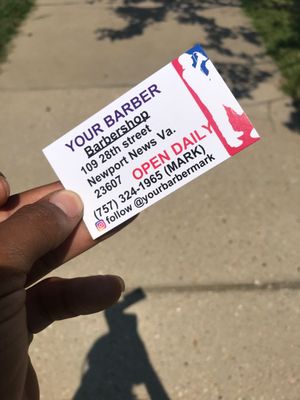 YOUR BARBER
Barbershop
109 28th street
Newport News Va.
23607
OPEN DAILY
(757) 324-1965 (MARK)
follow @yourbarbermark